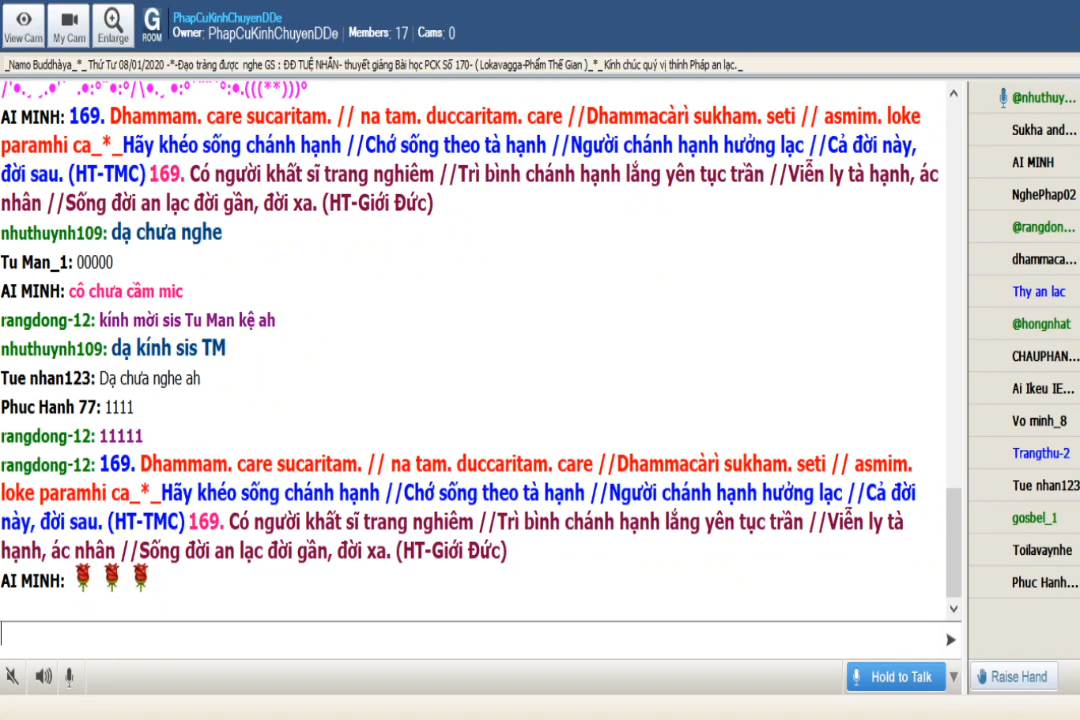 View Cam
My Cam
Enlarge
G
ROOM
PhapCuKinhChuyenDDe
Owner: PhapCuKinhChuyenDDe | Members: 17 | Cams: 0
_Namo Buddhàya_*_ Thứ Tư 08/01/2020 -*-Đạo tràng được nghe GS : ĐĐ TUỆ NHÂN- thuyết giảng Bài học PCK Số 170- ( Lokavagga-Phẩm Thế Gian )_*_ Kính chúc quý vị thính Pháp an lạc._
AI MINH: 169. Dhammam. care sucaritam. // na tam. duccaritam. care //Dhammacàrì sukham. seti // asmim. loke
paramhi ca_*_Hãy khéo sống chánh hạnh //Chớ sống theo tà hạnh //Người chánh hạnh hưởng lạc //Cả đời này,
đời sau. (HT-TMC) 169. Có người khất sĩ trang nghiêm //Trì bình chánh hạnh lắng yên tục trần //Viễn ly tà hạnh, ác
nhân //Sống đời an lạc đời gần, đời xa. (HT-Giới Đức)
nhuthuynh109: dạ chưa nghe
Tu Man_1: 00000
AI MINH: cô chưa cầm mic
rangdong-12: kính mời sis Tu Man kệ ah
nhuthuynh109: dạ kính sis TM
Tue nhan123: Dạ chưa nghe ah
Phuc Hanh 77: 1111
rangdong-12: 11111
rangdong-12: 169. Dhammam. care sucaritam. // na tam. duccaritam. care //Dhammacàrì sukham. seti // asmim.
loke paramhi ca_*_Hãy khéo sống chánh hạnh //Chớ sống theo tà hạnh //Người chánh hạnh hưởng lạc //Cả đời
này, đời sau. (HT-TMC) 169. Có người khất sĩ trang nghiêm //Trì bình chánh hạnh lắng yên tục trần //Viễn ly tà
hạnh, ác nhân //Sống đời an lạc đời gần, đời xa. (HT-Giới Đức)
AI MINH:
@nhuthuy...
Sukha and...
AI MINH
NghePhap02
@rangdon...
dhammaca...
Thy an lac
@hongnhat
CHAUPHAN...
Ai Ikeu IE...
Vo minh_8
Trangthu-2
Tue nhan123
gosbel_1
Toilavaynhe
Phuc Hanh...
Hold to Talk
Raise Hand